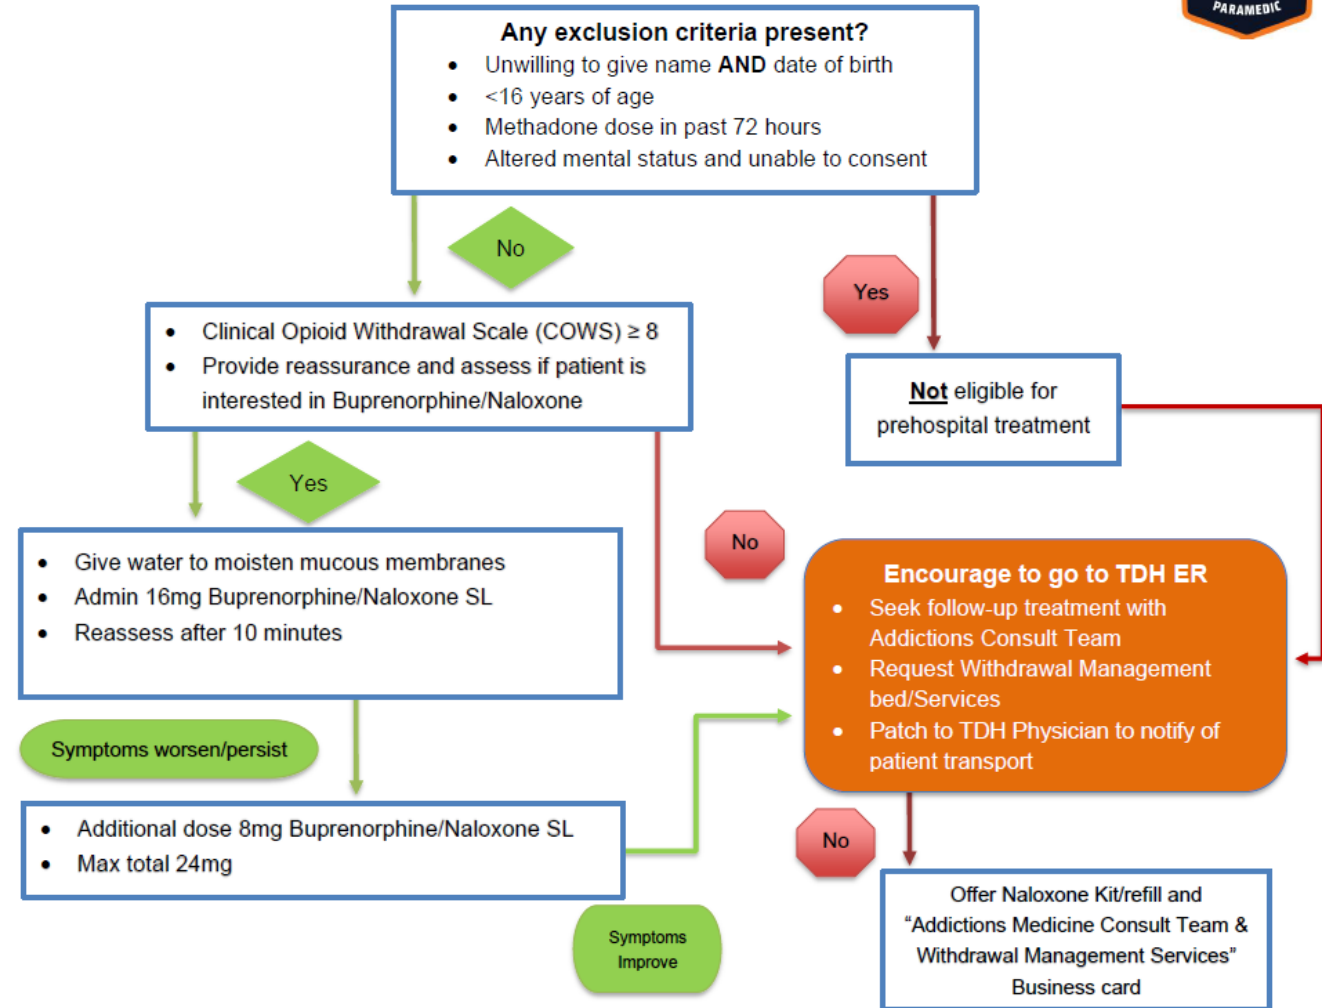 PARAMEDIC
Any exclusion criteria present?
• Unwilling to give name AND date of birth
• <16 years of age
• Methadone dose in past 72 hours
• Altered mental status and unable to consent
No
Yes
• Clinical Opioid Withdrawal Scale (COWS) ≥ 8
• Provide reassurance and assess if patient is
interested in Buprenorphine/Naloxone
Not eligible for
prehospital treatment
Yes
No
• Give water to moisten mucous membranes
• Admin 16mg Buprenorphine/Naloxone SL
• Reassess after 10 minutes
Encourage to go to TDH ER
• Seek follow-up treatment with
Addictions Consult Team
• Request Withdrawal Management
bed/Services
• Patch to TDH Physician to notify of
patient transport
Symptoms worsen/persist
• Additional dose 8mg Buprenorphine/Naloxone SL
• Max total 24mg
No
Symptoms
Improve
Offer Naloxone Kit/refill and
“Addictions Medicine Consult Team &
Withdrawal Management Services”
Business card